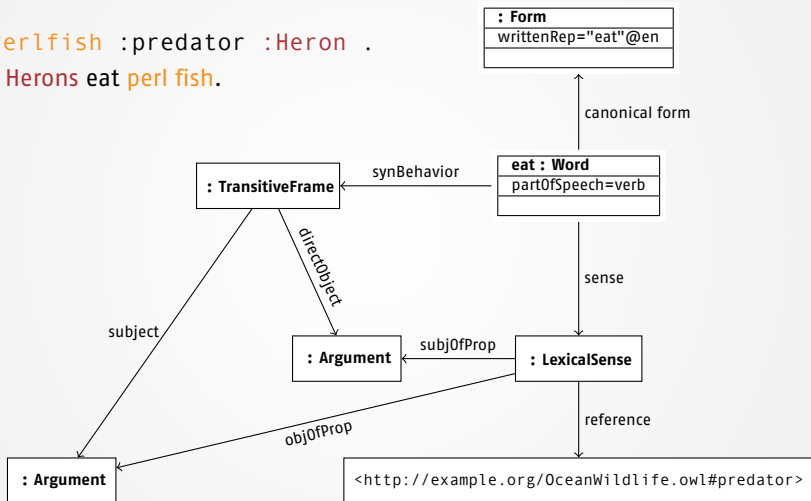 erlfish :predator :Heron .
Herons eat perl fish.
: Form
writtenRep="eat"@en
canonical form
eat : Word
partOfSpeech=verb
synBehavior
: TransitiveFrame
directObject
sense
subject
: Argument
subjOfProp
: LexicalSense
objOfProp
reference
: Argument
<http://example.org/OceanWildlife.owl#predator>